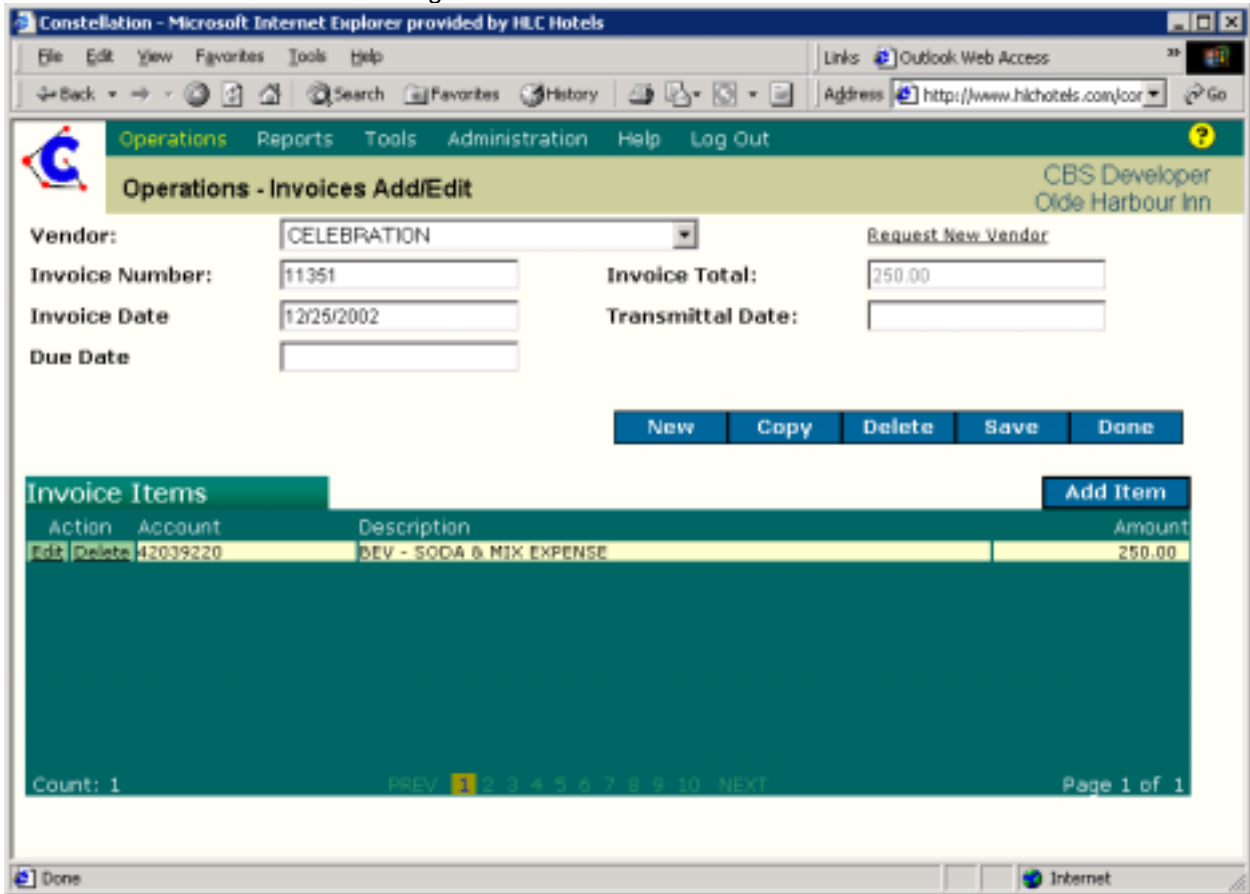 Constellation - Microsoft Internet Explorer provided by HLC Hotels
File Edit View Favorites Tools Help Links Outlook Web Access »
Back Search Favorites History Address http://www.hlchotels.com/cor Go
C Operations Reports Tools Administration Help Log Out ?
Operations - Invoices Add/Edit CBS Developer
Olde Harbour Inn
Vendor: CELEBRATION Request New Vendor
Invoice Number: 11351 Invoice Total: 250.00
Invoice Date 12/25/2002 Transmittal Date:
Due Date
New Copy Delete Save Done
Invoice Items Add Item
Action Account Description Amount
Edit Delete 42039220 BEV - SODA & MIX EXPENSE 250.00
Count: 1 PREV 1 2 3 4 5 6 7 8 9 10 NEXT Page 1 of 1
Done Internet